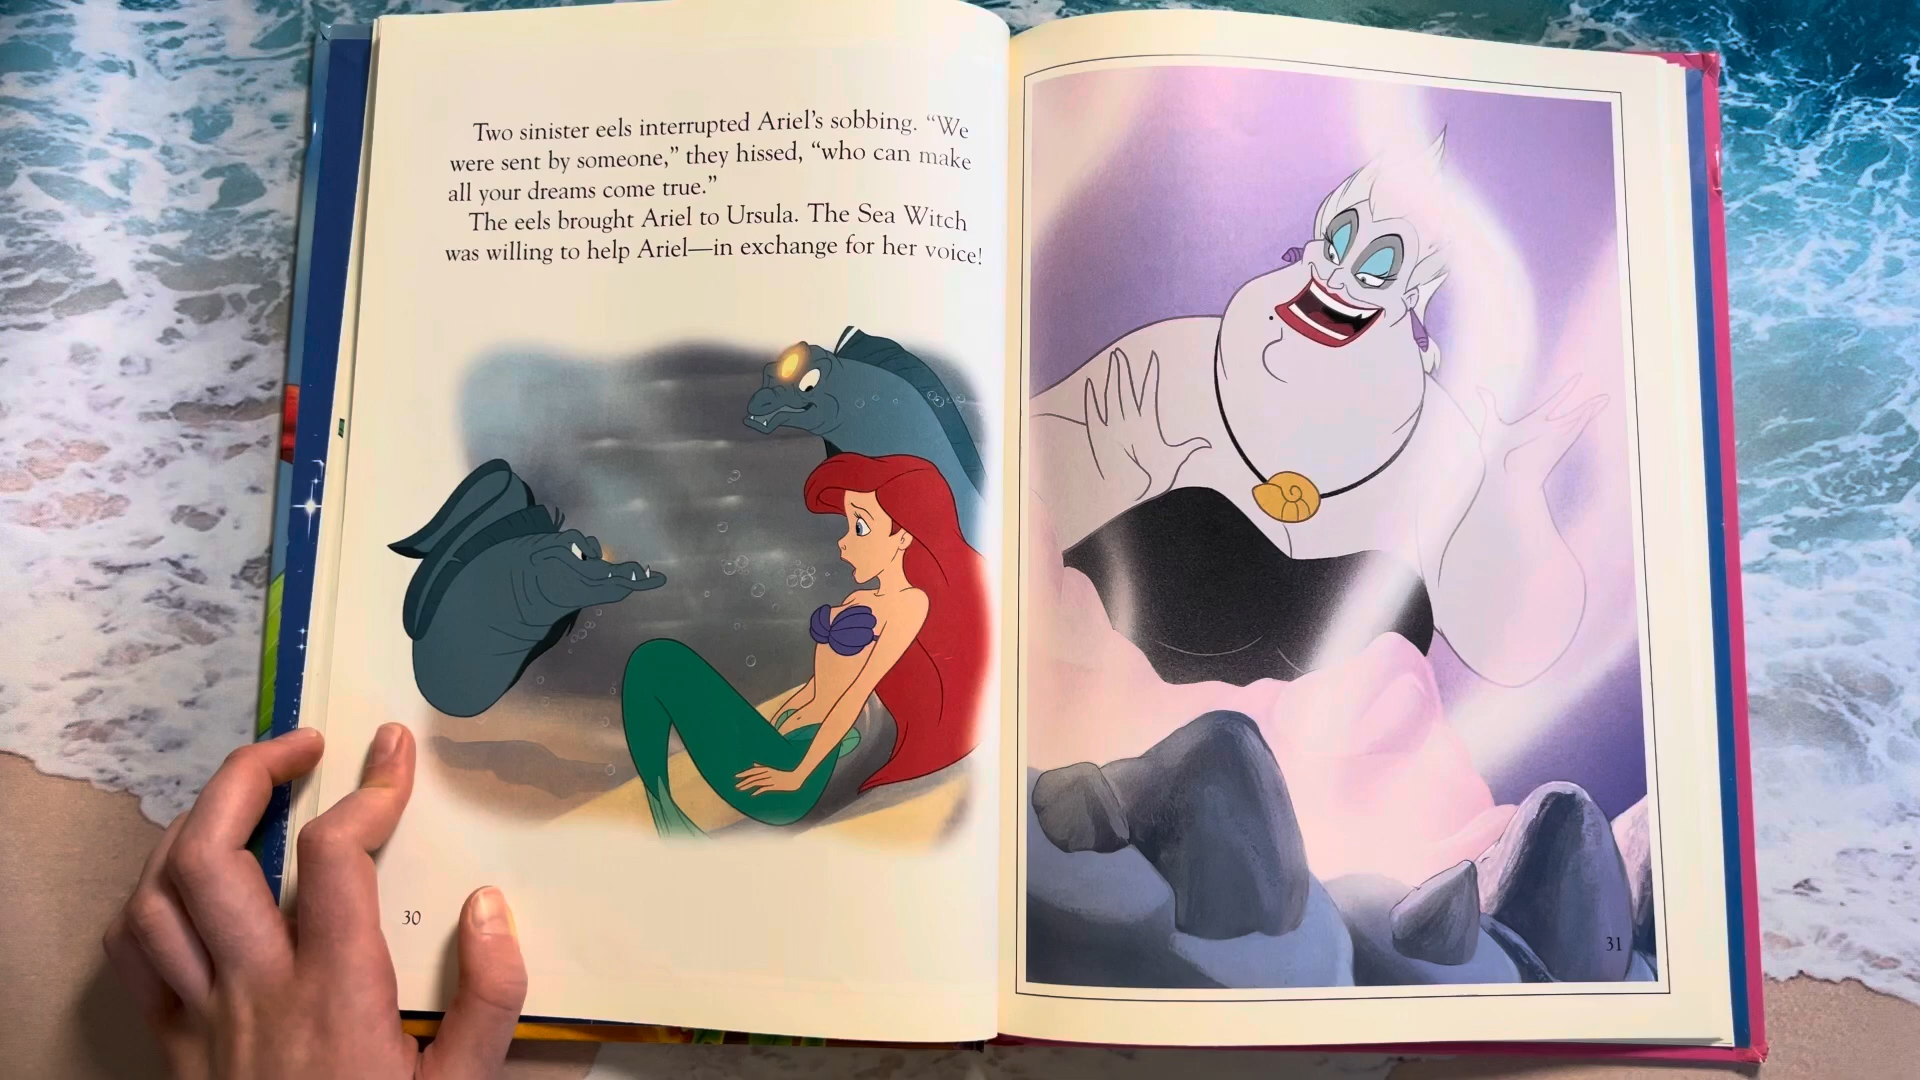 Two sinister eels interrupted Ariel's sobbing. “We
were sent by someone,” they hissed, “who can make
all your dreams come true.”
The eels brought Ariel to Ursula. The Sea Witch
was willing to help Ariel—in exchange for her voice!
30
31